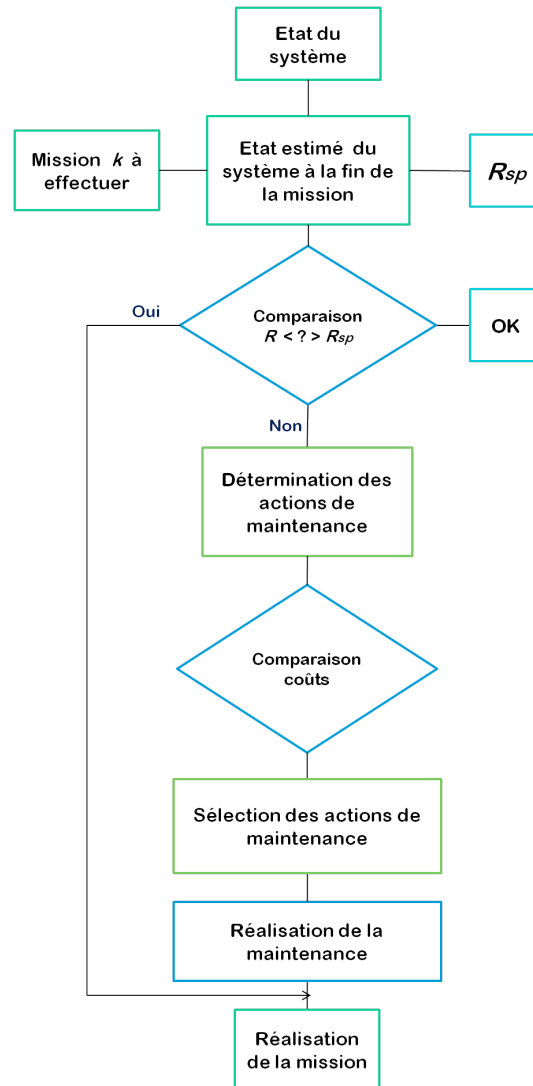 Etat du
système
Mission k à
effectuer
Etat estimé du
système à la fin de
la mission
Rsp
Oui
Comparaison
R < ? > Rsp
OK
Non
Détermination des
actions de
maintenance
Comparaison
coûts
Sélection des actions de
maintenance
Réalisation de la
maintenance
Réalisation
de la mission